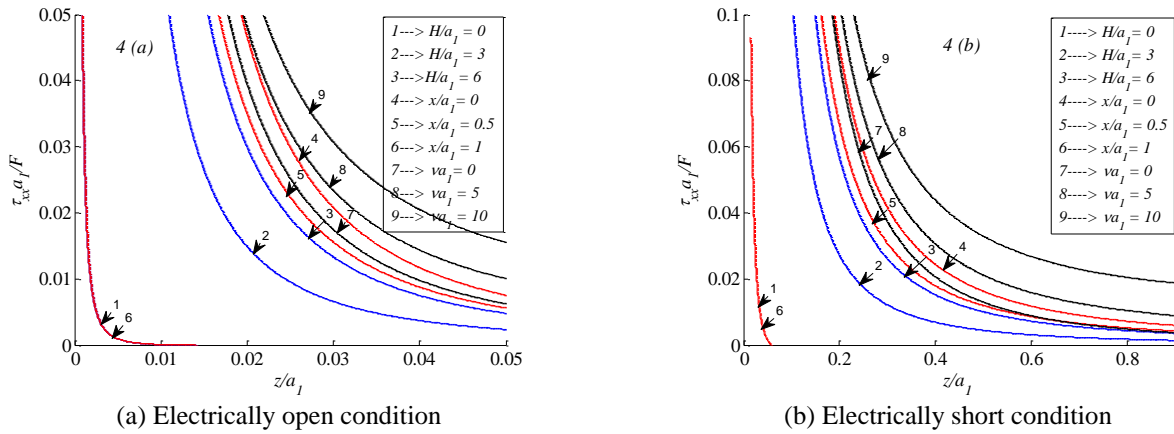 0.05
0.04
0.03
0.02
0.01
0
τxx a1/F
4 (a)
1---> H/a1 = 0
2---> H/a1 = 3
3--->H/a1 = 6
4---> x/a1= 0
5---> x/a1= 0.5
6---> x/a1= 1
7---> va1= 0
8---> va1= 5
9---> va1= 10
9
4
8
5
3
7
2
1
6
0
0.01
0.02
0.03
0.04
0.05
z/a1
(a) Electrically open condition
0.1
0.08
0.06
0.04
0.02
0
τxx a1/F
4 (b)
1----> H/a1 = 0
2----> H/a1 = 3
3----> H/a1 = 6
4----> x/a1= 0
5----> x/a1= 0.5
6----> x/a1= 1
7----> va1= 0
8----> va1= 5
9----> va1= 10
9
7
8
5
3
4
2
1
6
0
0.2
0.4
0.6
0.8
z/a1
(b) Electrically short condition